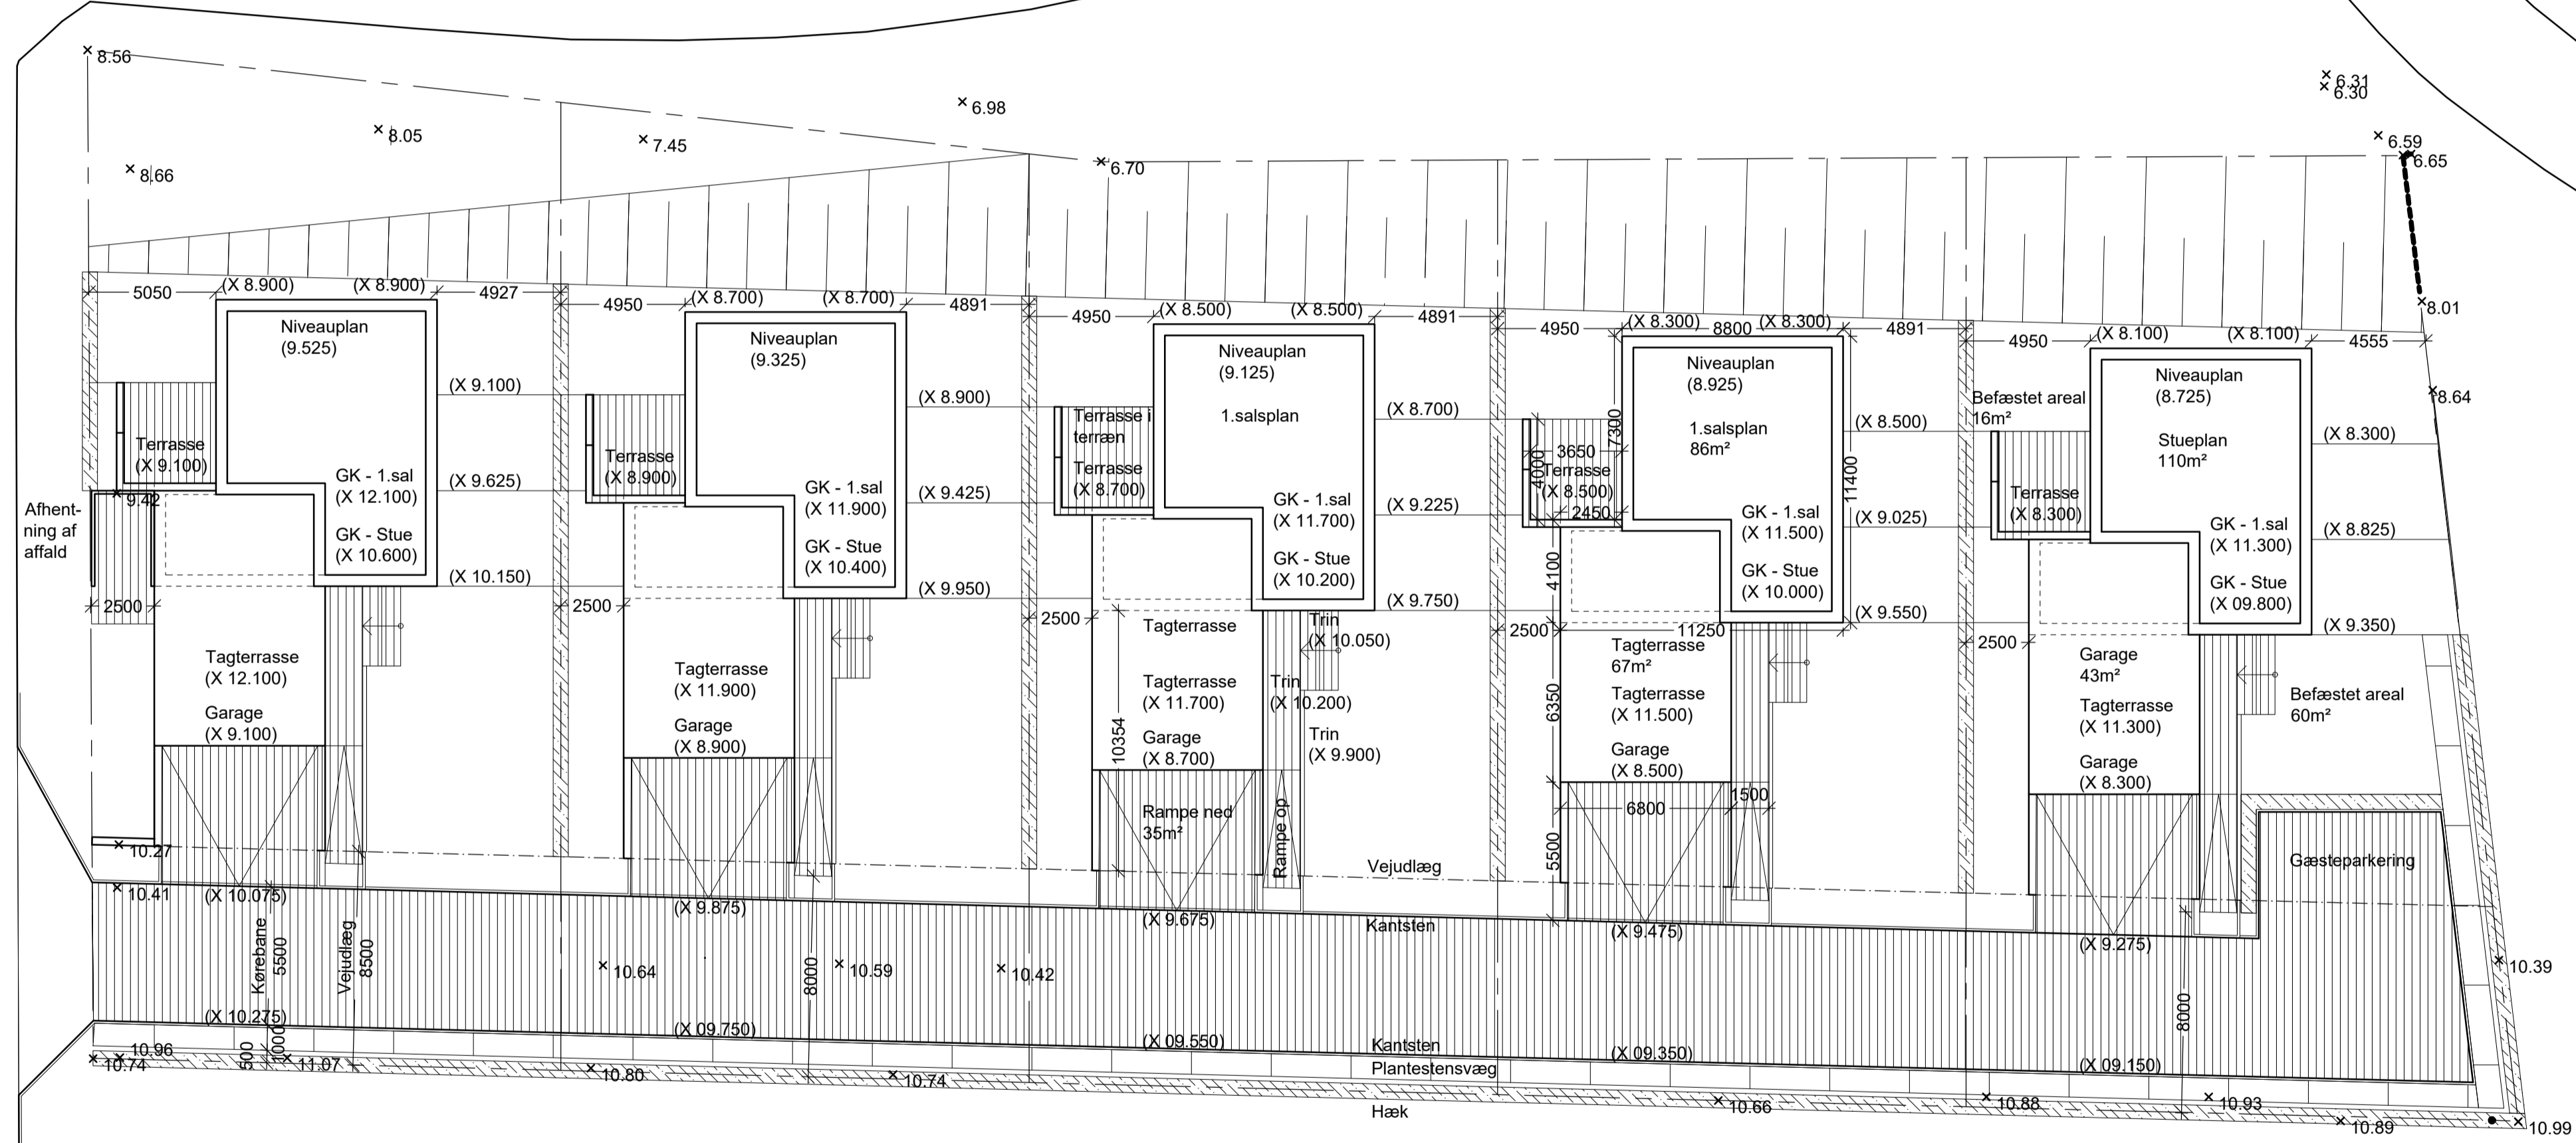 8.56
8.05
8.66
7.45
6.98
6.70
6.31
6.30
6.59
6.65
8.01
8.64
5050
(X 8.900)
(X 8.900)
4927
4950
(X 8.700)
(X 8.700)
4891
4950
(X 8.500)
(X 8.500)
4891
4950
(X 8.300)
8800
(X 8.300)
4891
4950
(X 8.100)
(X 8.100)
4555
Niveauplan
(9.525)
(X 9.100)
Terrasse
(X 9.100)
GK - 1.sal
(X 12.100)
(X 9.625)
GK - Stue
(X 10.600)
(X 10.150)
9.42
Afhent-
ning af
affald
2500
Tagterrasse
(X 12.100)
Garage
(X 9.100)
Niveauplan
(9.325)
(X 8.900)
Terrasse
(X 8.900)
GK - 1.sal
(X 11.900)
(X 9.425)
GK - Stue
(X 10.400)
(X 9.950)
2500
Tagterrasse
(X 11.900)
Garage
(X 8.900)
Niveauplan
(9.125)
1.salsplan
(X 8.700)
Terrasse i
terræn
Terrasse
(X 8.700)
GK - 1.sal
(X 11.700)
(X 9.225)
GK - Stue
(X 10.200)
(X 9.750)
2500
Tagterrasse
Trin
(X 10.050)
Tagterrasse
(X 11.700)
Trin
(X 10.200)
Garage
(X 8.700)
Trin
(X 9.900)
10354
Rampe ned
35m²
Rampe op
Vejudlæg
Niveauplan
(8.925)
1.salsplan
86m²
(X 8.500)
7300
3650
4000
Terrasse
(X 8.500)
2450
11400
GK - 1.sal
(X 11.500)
(X 9.025)
GK - Stue
(X 10.000)
(X 9.550)
4100
2500
11250
Tagterrasse
67m²
Tagterrasse
(X 11.500)
6350
Garage
(X 8.500)
6800
1500
5500
Befæstet areal
16m²
Niveauplan
(8.725)
Stueplan
110m²
(X 8.300)
Terrasse
(X 8.300)
GK - 1.sal
(X 11.300)
(X 8.825)
GK - Stue
(X 09.800)
(X 9.350)
2500
Garage
43m²
Tagterrasse
(X 11.300)
Garage
(X 8.300)
Befæstet areal
60m²
Gæsteparkering
10.27
10.41
(X 10.075)
(X 9.875)
(X 9.675)
Kantsten
(X 9.475)
(X 9.275)
Kørebane
5500
Vejudlæg
8500
10.64
8000
10.59
10.42
8000
10.39
(X 10.275)
(X 09.750)
(X 09.550)
Kantsten
(X 09.350)
(X 09.150)
500
1000
10.96
10.74
11.07
10.80
10.74
Plantestensvæg
Hæk
10.66
10.88
10.93
10.89
10.99